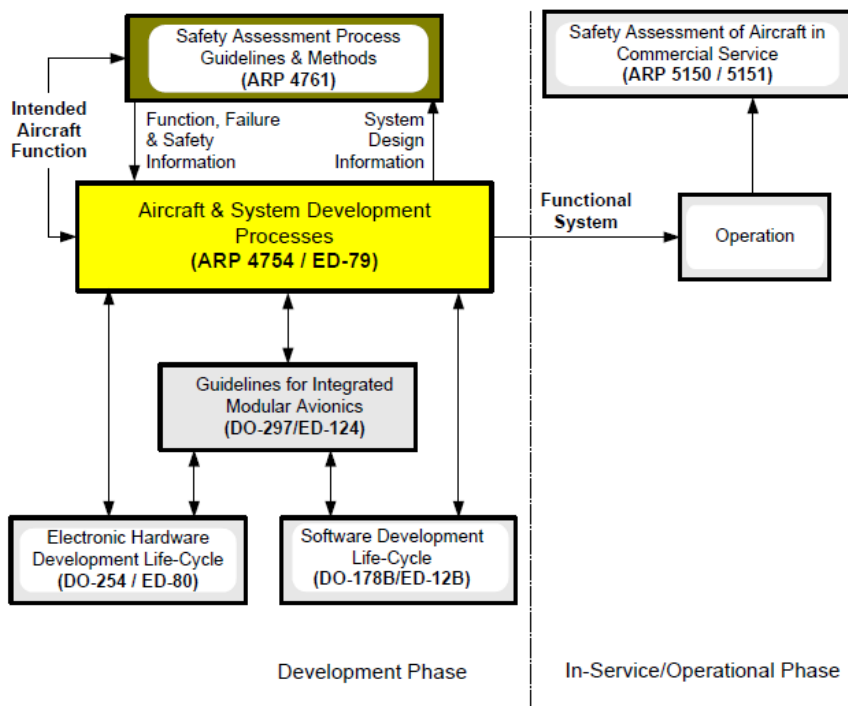 Safety Assessment Process
Guidelines & Methods
(ARP 4761)
Safety Assessment of Aircraft in
Commercial Service
(ARP 5150 / 5151)
Intended
Aircraft
Function
Function, Failure
& Safety
Information
System
Design
Information
Aircraft & System Development
Processes
(ARP 4754 / ED-79)
Functional
System
Operation
Guidelines for Integrated
Modular Avionics
(DO-297/ED-124)
Electronic Hardware
Development Life-Cycle
(DO-254 / ED-80)
Software Development
Life-Cycle
(DO-178B/ED-12B)
Development Phase
In-Service/Operational Phase